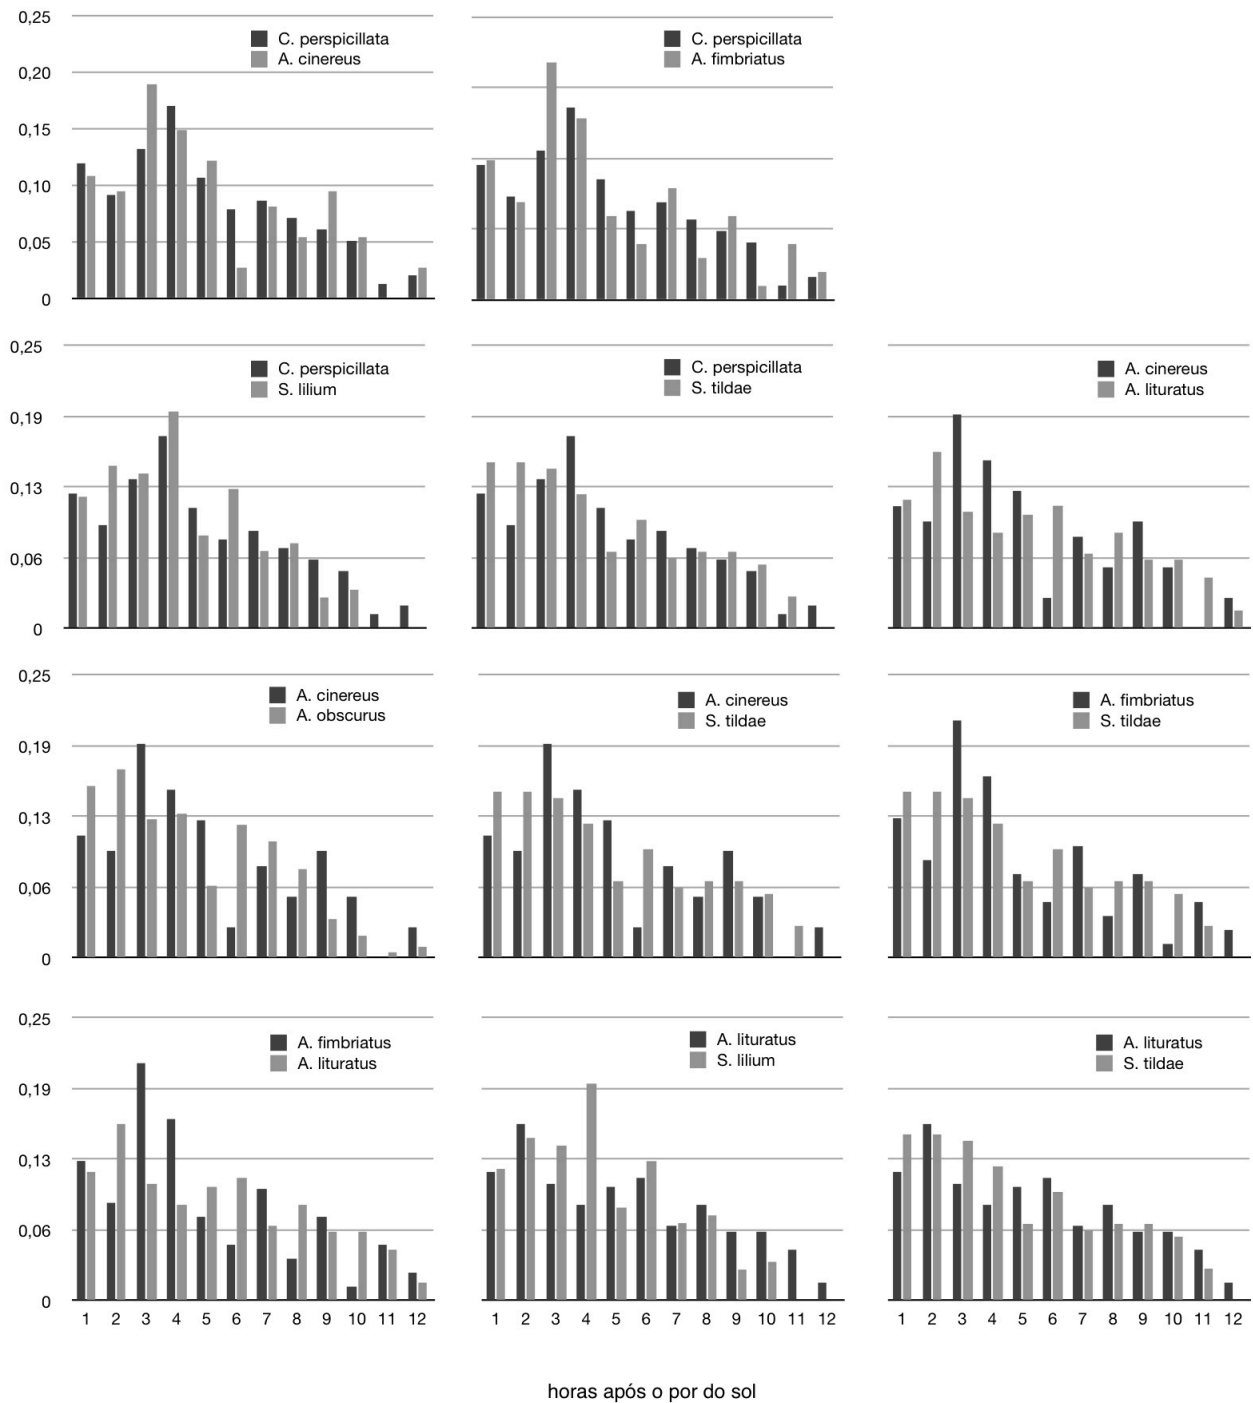 0,25
0,20
0,15
0,10
0,05
0
C. perspicillata
A. cinereus
C. perspicillata
A. fimbriatus
0,25
0,19
0,13
0,06
0
C. perspicillata
S. lilium
C. perspicillata
S. tildae
A. cinereus
A. lituratus
0,25
0,19
0,13
0,06
0
A. cinereus
A. obscurus
A. cinereus
S. tildae
A. fimbriatus
S. tildae
0,25
0,19
0,13
0,06
0
A. fimbriatus
A. lituratus
A. lituratus
S. lilium
A. lituratus
S. tildae
1 2 3 4 5 6 7 8 9 10 11 12
1 2 3 4 5 6 7 8 9 10 11 12
1 2 3 4 5 6 7 8 9 10 11 12
horas após o por do sol